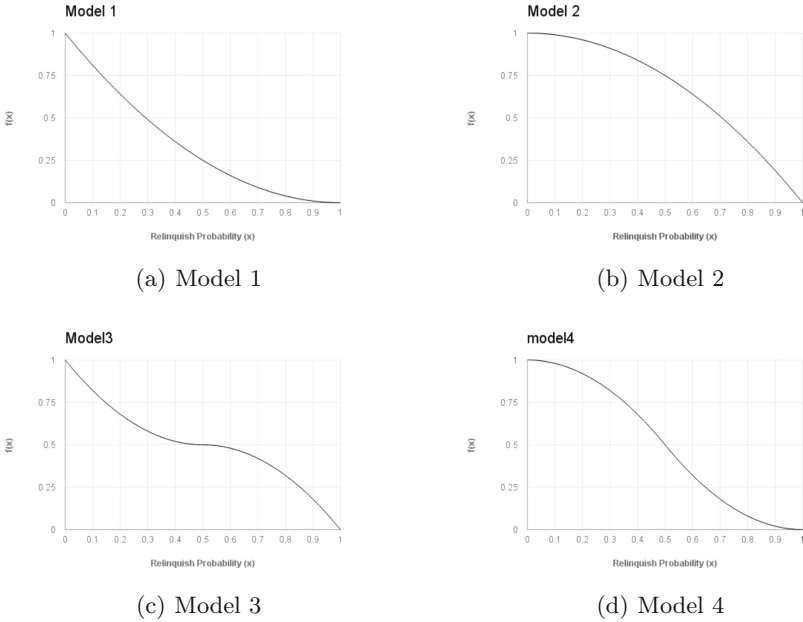 Model 1
1
0.75
0.5
0.25
0
f(x)
0 0.1 0.2 0.3 0.4 0.5 0.6 0.7 0.8 0.9 1
Relinquish Probability (x)
(a) Model 1
Model 2
1
0.75
0.5
0.25
0
f(x)
0 0.1 0.2 0.3 0.4 0.5 0.6 0.7 0.8 0.9 1
Relinquish Probability (x)
(b) Model 2
Model3
1
0.75
0.5
0.25
0
f(x)
0 0.1 0.2 0.3 0.4 0.5 0.6 0.7 0.8 0.9 1
Relinquish Probability (x)
(c) Model 3
model4
1
0.75
0.5
0.25
0
f(x)
0 0.1 0.2 0.3 0.4 0.5 0.6 0.7 0.8 0.9 1
Relinquish Probability (x)
(d) Model 4